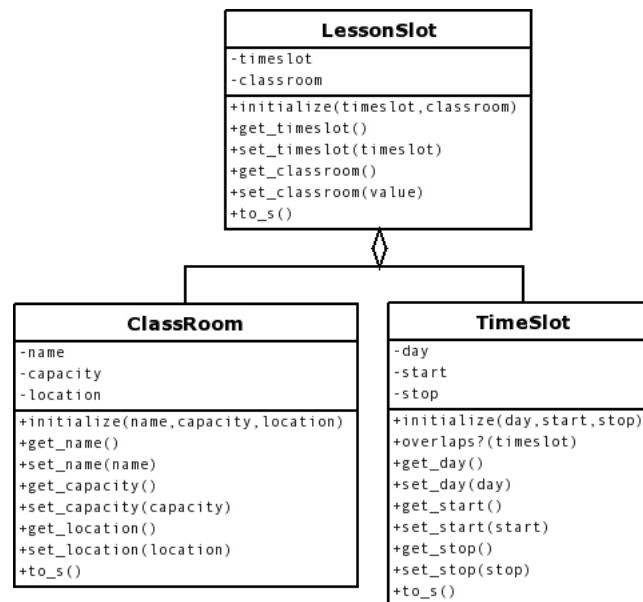 LessonSlot
-timeslot
-classroom
+initialize(timeslot,classroom)
+get_timeslot()
+set_timeslot(timeslot)
+get_classroom()
+set_classroom(value)
+to_s()
ClassRoom
-name
-capacity
-location
+initialize(name,capacity,location)
+get_name()
+set_name(name)
+get_capacity()
+set_capacity(capacity)
+get_location()
+set_location(location)
+to_s()
TimeSlot
-day
-start
-stop
+initialize(day,start,stop)
+overlaps?(timeslot)
+get_day()
+set_day(day)
+get_start()
+set_start(start)
+get_stop()
+set_stop(stop)
+to_s()